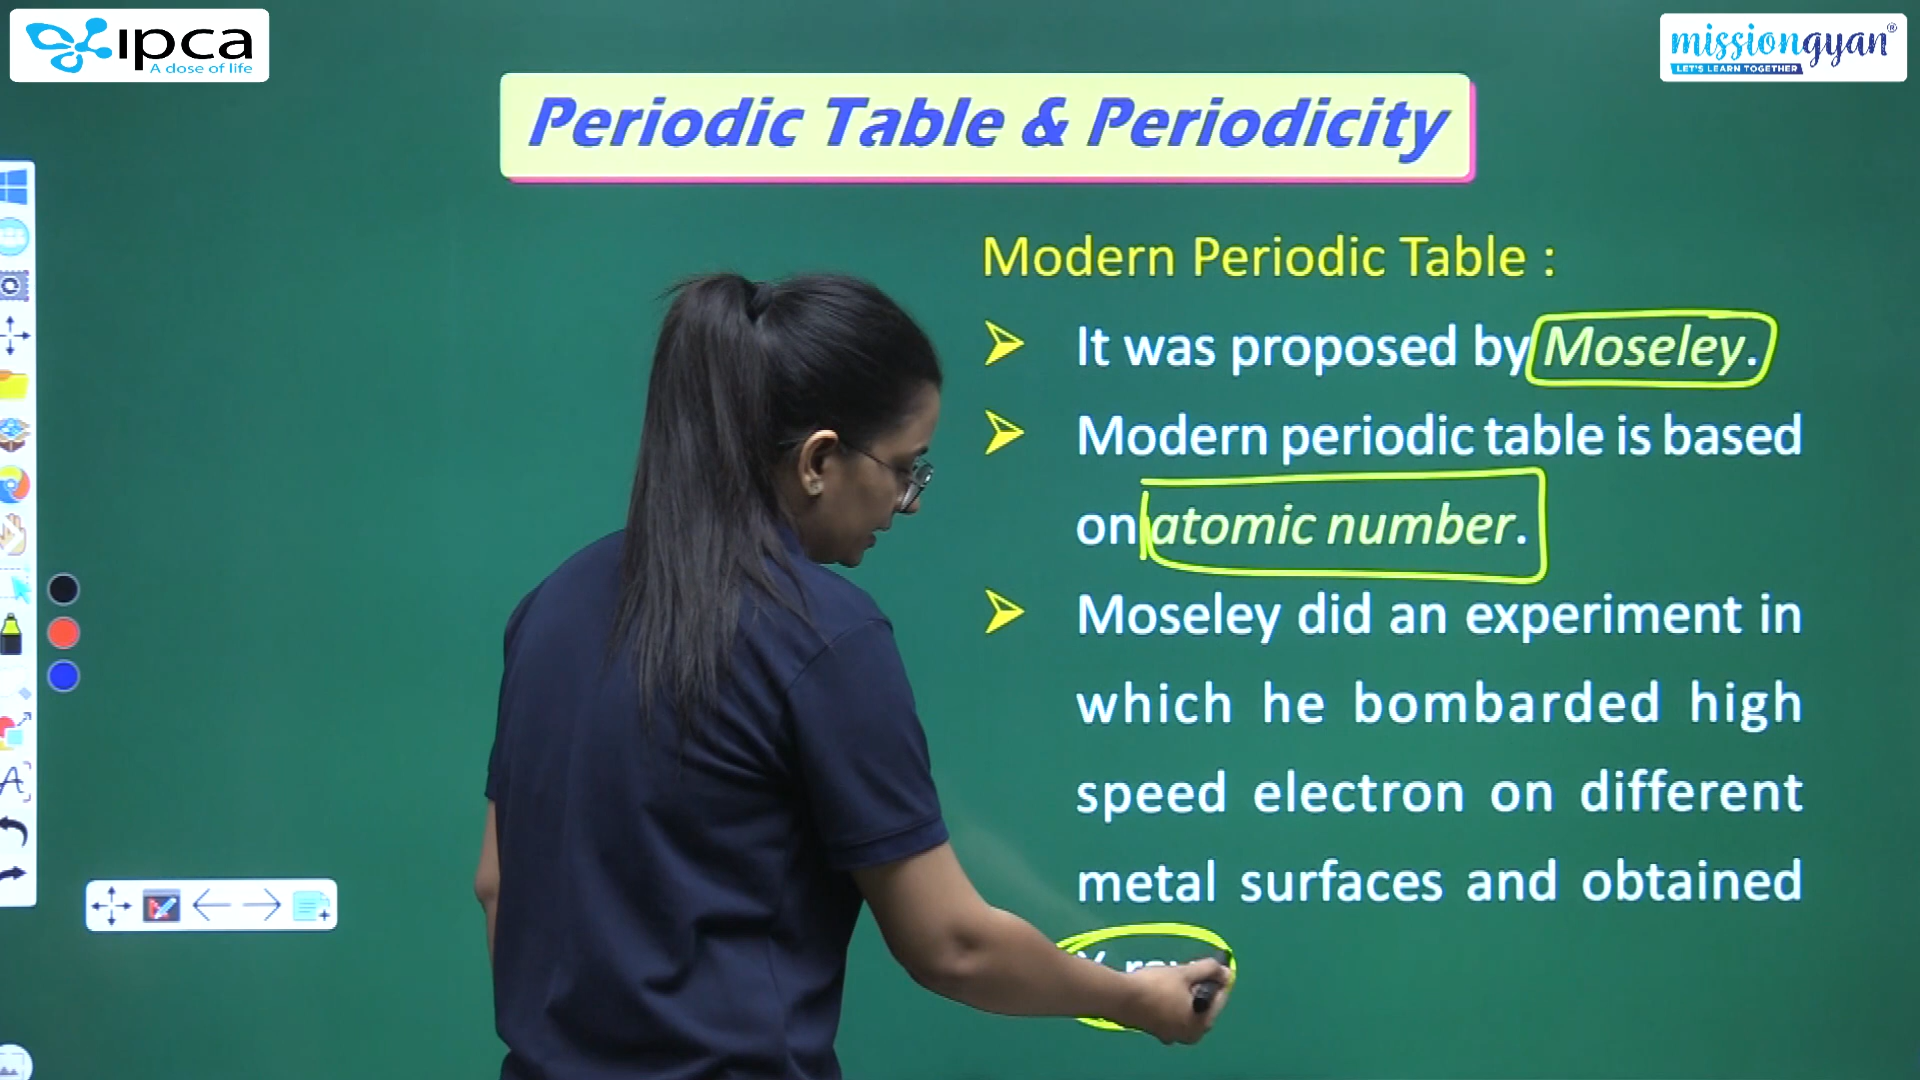 ipca
A dose of life
missiongyan®
LET'S LEARN TOGETHER
Periodic Table & Periodicity
Modern Periodic Table :
It was proposed by Moseley.
Modern periodic table is based
on atomic number.
Moseley did an experiment in
which he bombarded high
speed electron on different
metal surfaces and obtained